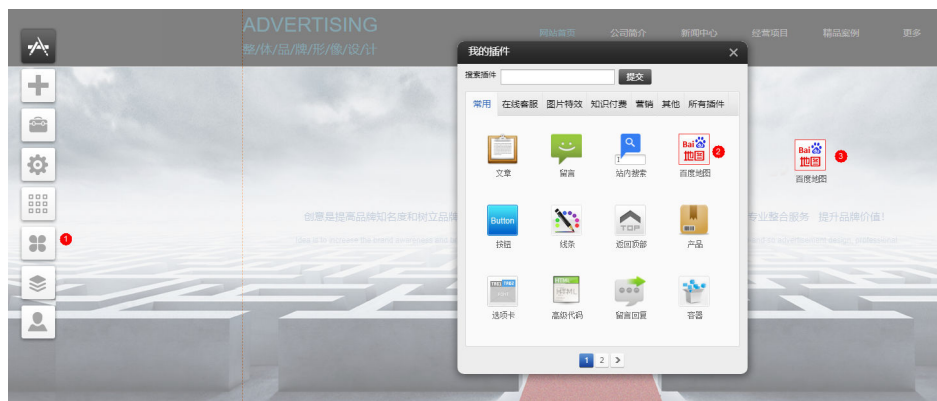 ADVERTISING
整/体/品/牌/形/像/设/计
网站首页 公司简介 新闻中心 经营项目 精品案例 更多
我的插件
搜索插件 提交
常用 在线客服 图片特效 知识付费 营销 其他 所有插件
Bai 地图 2
文章 留言 站内搜索 百度地图
Bai 地图 3
百度地图
1
创意是提高品牌知名度和树立品牌
专业整合服务 提升品牌价值!
Button
TOP
按钮 线条 返回顶部 产品
HTML
选项卡 高级代码 留言回复 容器
1 2 >